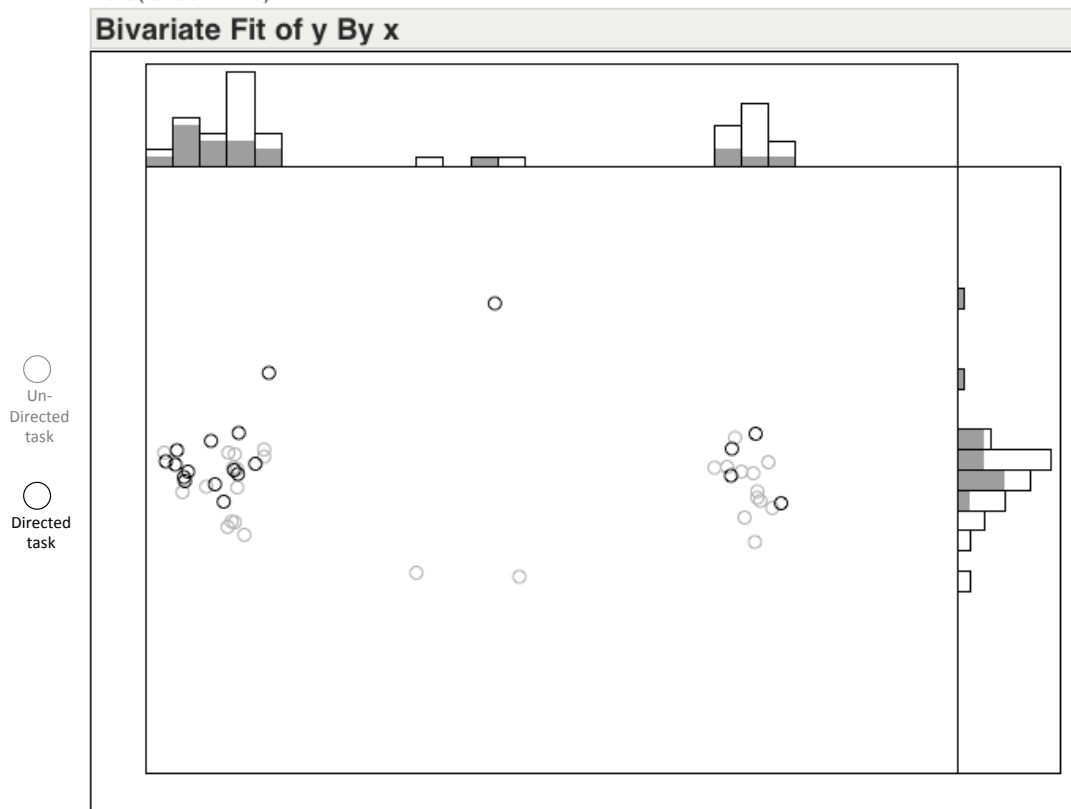 Bivariate Fit of y By x
Un-
Directed
task
Directed
task